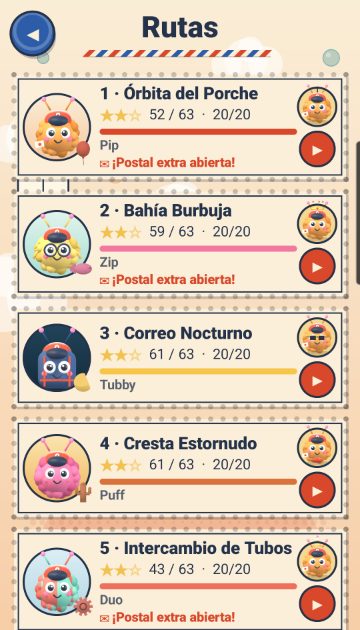 Rutas
1 · Órbita del Porche
★★☆ 52 / 63 · 20/20
Pip
✉ ¡Postal extra abierta!
2 · Bahía Burbuja
★★☆ 59 / 63 · 20/20
Zip
✉ ¡Postal extra abierta!
3 · Correo Nocturno
★★☆ 61 / 63 · 20/20
Tubby
4 · Cresta Estornudo
★★☆ 61 / 63 · 20/20
Puff
5 · Intercambio de Tubos
★★☆ 43 / 63 · 20/20
Duo
✉ ¡Postal extra abierta!